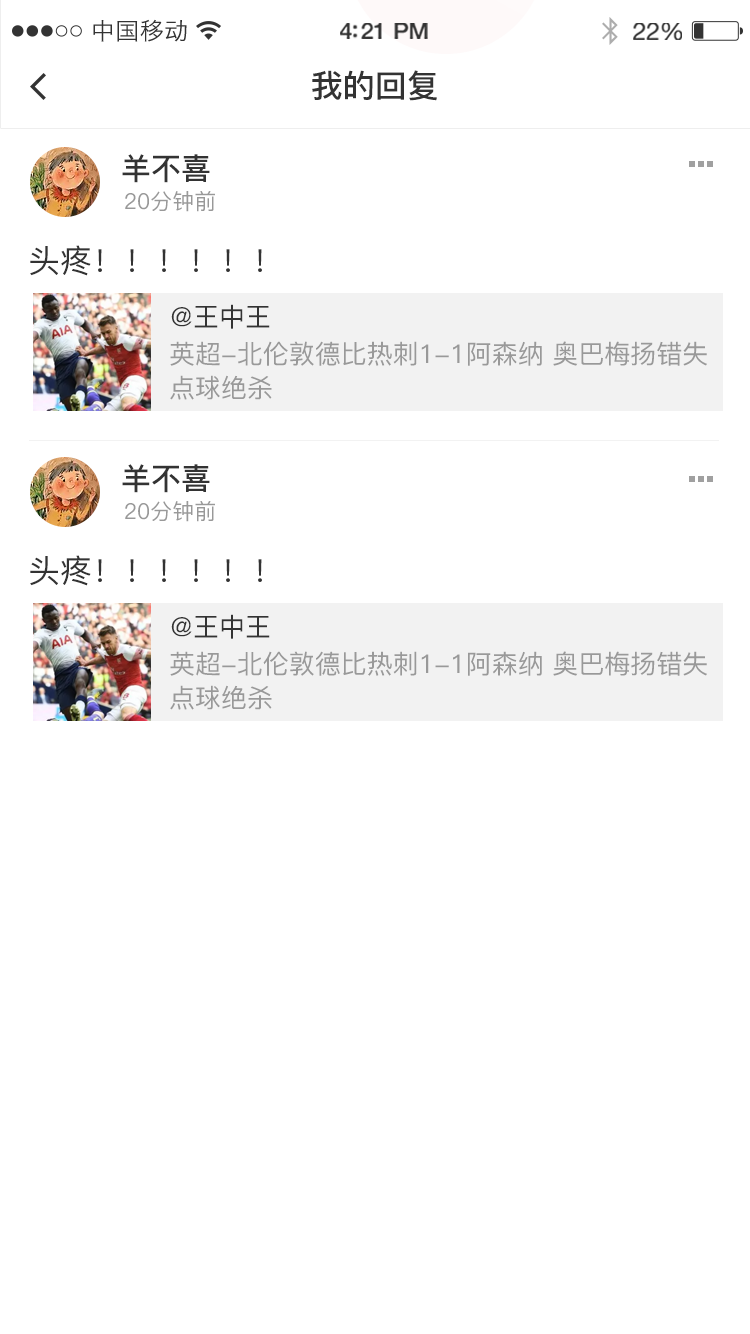 中国移动 4:21 PM 22%
我的回复
羊不喜
20分钟前
头疼！！！！！！
@王中王
英超-北伦敦德比热刺1-1阿森纳 奥巴梅扬错失
点球绝杀
AIA
羊不喜
20分钟前
头疼！！！！！！
@王中王
英超-北伦敦德比热刺1-1阿森纳 奥巴梅扬错失
点球绝杀
AIA